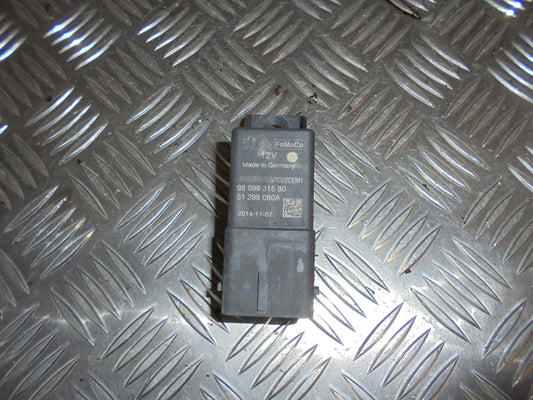 FoMoCo
12V
Made in Germany
GPCU2CEM1
98 099 315 80
51 299 080A
2014-11-07